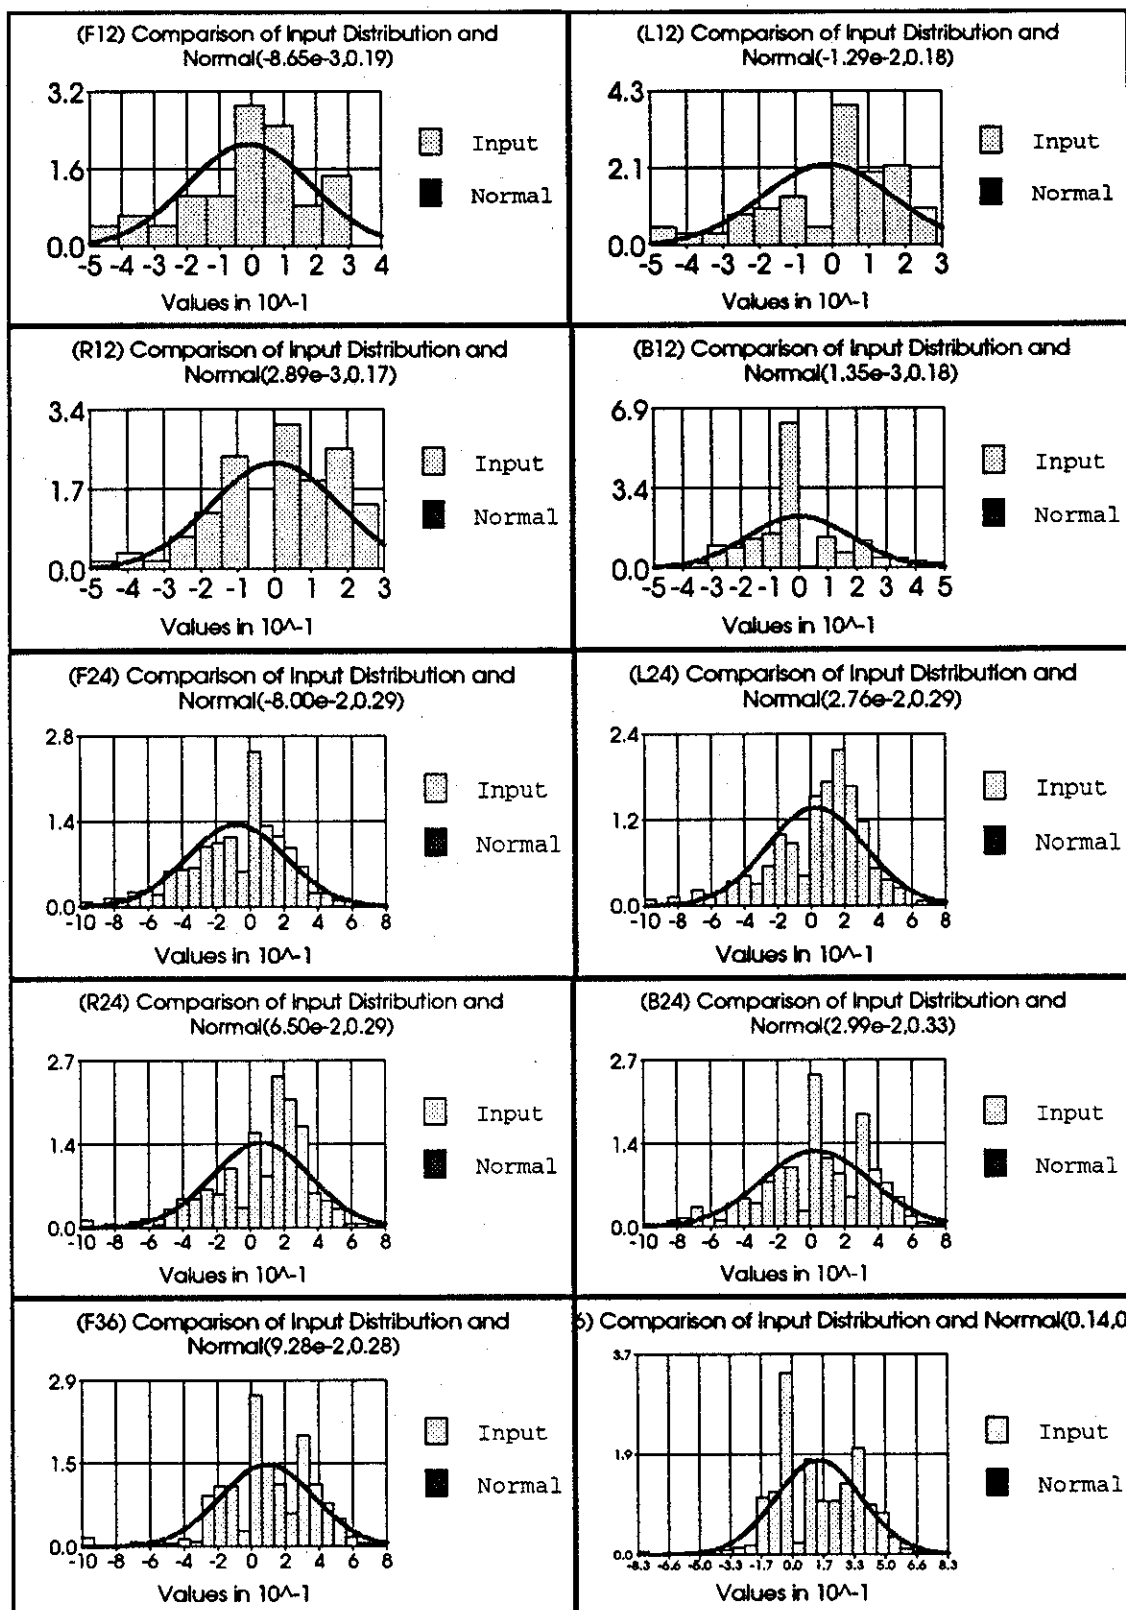 (F12) Comparison of Input Distribution and
Normal(-8.65e-3,0.19)
3.2
1.6
0.0
-5 -4 -3 -2 -1 0 1 2 3 4
Values in 10^-1
Input
Normal
(L12) Comparison of Input Distribution and
Normal(-1.29e-2,0.18)
4.3
2.1
0.0
-5 -4 -3 -2 -1 0 1 2 3
Values in 10^-1
Input
Normal
(R12) Comparison of Input Distribution and
Normal(2.89e-3,0.17)
3.4
1.7
0.0
-5 -4 -3 -2 -1 0 1 2 3
Values in 10^-1
Input
Normal
(B12) Comparison of Input Distribution and
Normal(1.35e-3,0.18)
6.9
3.4
0.0
-5 -4 -3 -2 -1 0 1 2 3 4 5
Values in 10^-1
Input
Normal
(F24) Comparison of Input Distribution and
Normal(-8.00e-2,0.29)
2.8
1.4
0.0
-10 -8 -6 -4 -2 0 2 4 6 8
Values in 10^-1
Input
Normal
(L24) Comparison of Input Distribution and
Normal(2.76e-2,0.29)
2.4
1.2
0.0
-10 -8 -6 -4 -2 0 2 4 6 8
Values in 10^-1
Input
Normal
(R24) Comparison of Input Distribution and
Normal(6.50e-2,0.29)
2.7
1.4
0.0
-10 -8 -6 -4 -2 0 2 4 6 8
Values in 10^-1
Input
Normal
(B24) Comparison of Input Distribution and
Normal(2.99e-2,0.33)
2.7
1.4
0.0
-10 -8 -6 -4 -2 0 2 4 6 8
Values in 10^-1
Input
Normal
(F36) Comparison of Input Distribution and
Normal(9.28e-2,0.28)
2.9
1.5
0.0
-10 -8 -6 -4 -2 0 2 4 6 8
Values in 10^-1
Input
Normal
6) Comparison of Input Distribution and Normal(0.14,0
3.7
1.9
0.0
-8.3 -6.6 -5.0 -3.3 -1.7 0.0 1.7 3.3 5.0 6.6 8.3
Values in 10^-1
Input
Normal